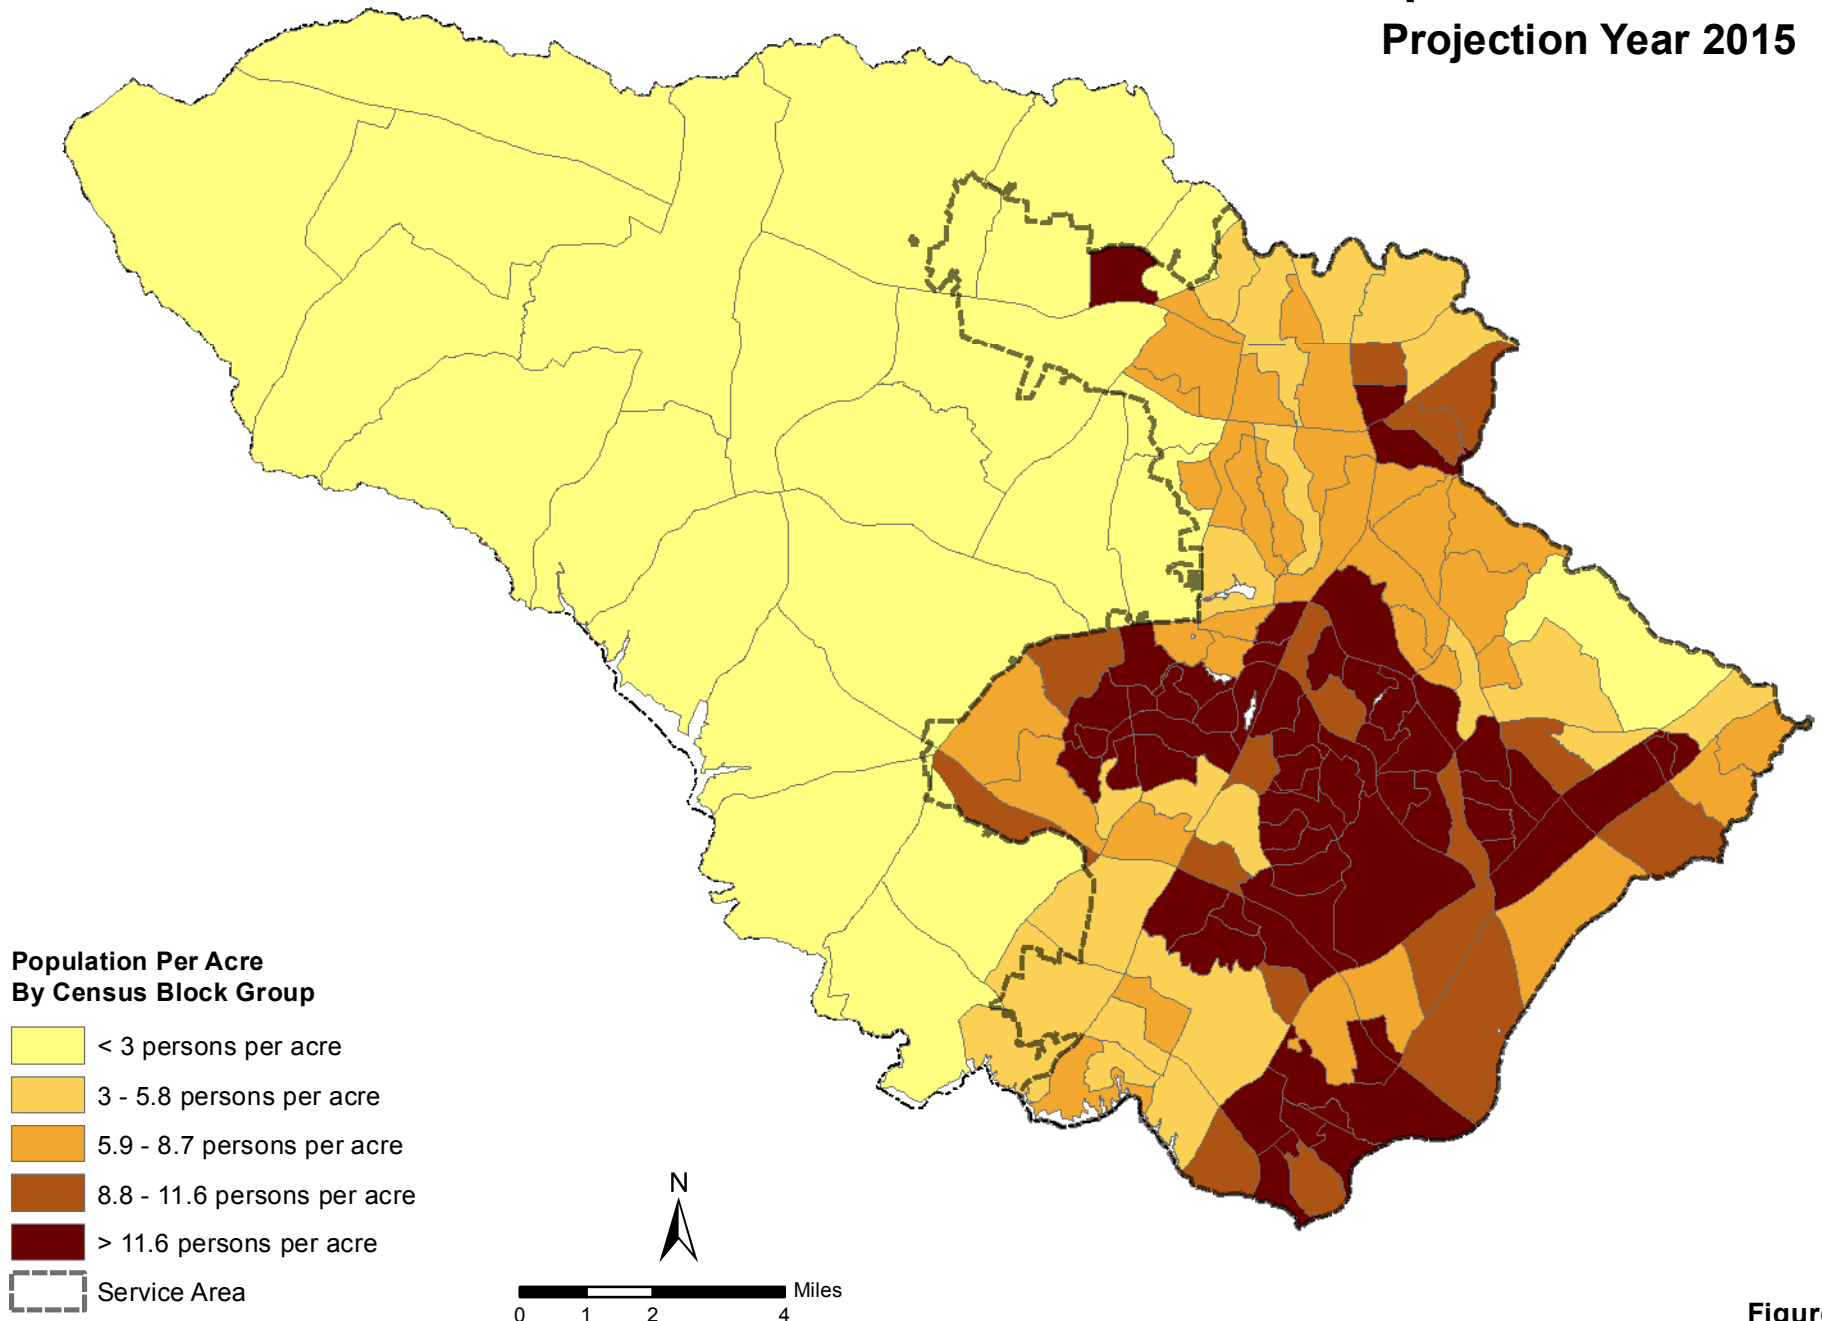 Projection Year 2015
Population Per Acre
By Census Block Group
< 3 persons per acre
3 - 5.8 persons per acre
5.9 - 8.7 persons per acre
8.8 - 11.6 persons per acre
> 11.6 persons per acre
Service Area
N
Miles
0 1 2 4
Figure